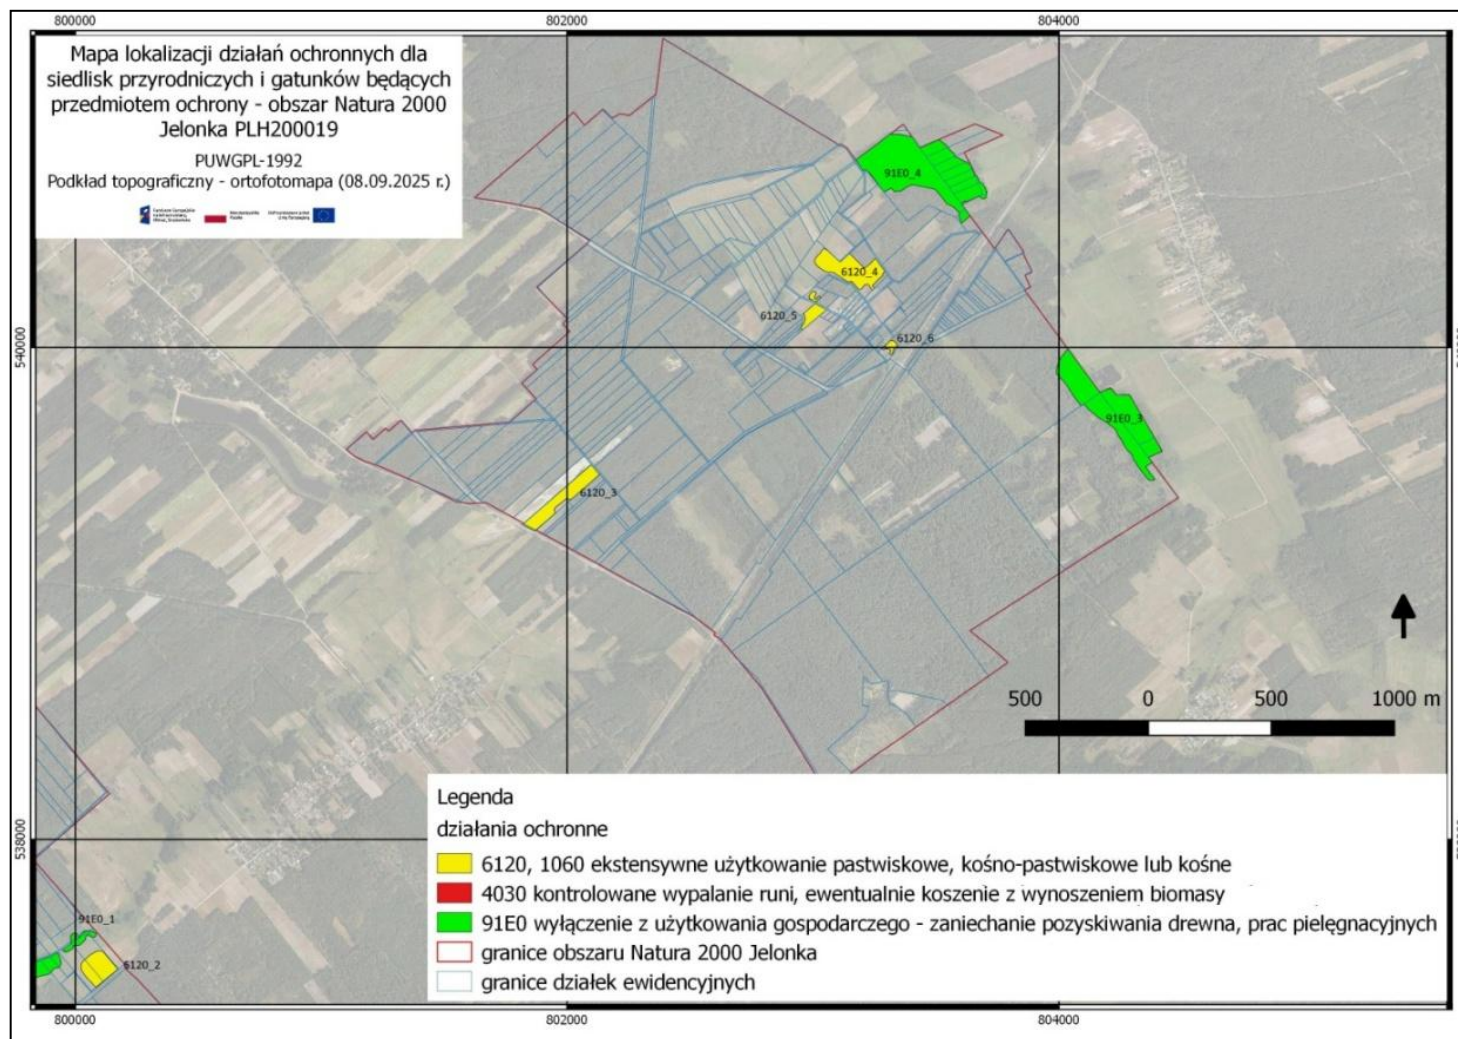 800000
802000
804000
Mapa lokalizacji działań ochronnych dla
siedlisk przyrodniczych i gatunków będących
przedmiotem ochrony - obszar Natura 2000
Jelonka PLH200019
PUWGPL-1992
Podkład topograficzny - ortofotomapa (08.09.2025 r.)
91E0_4
6120_4
6120_5
6120_6
540000
91E0_3
6120_3
500
0
500
1000 m
Legenda
działania ochronne
6120, 1060 ekstensywne użytkowanie pastwiskowe, kośno-pastwiskowe lub kośne
4030 kontrolowane wypalanie runi, ewentualnie koszenie z wynoszeniem biomasy
91E0 wyłączenie z użytkowania gospodarczego - zaniechanie pozyskiwania drewna, prac pielęgnacyjnych
granice obszaru Natura 2000 Jelonka
granice działek ewidencyjnych
538000
91E0_1
6120_2
800000
802000
804000